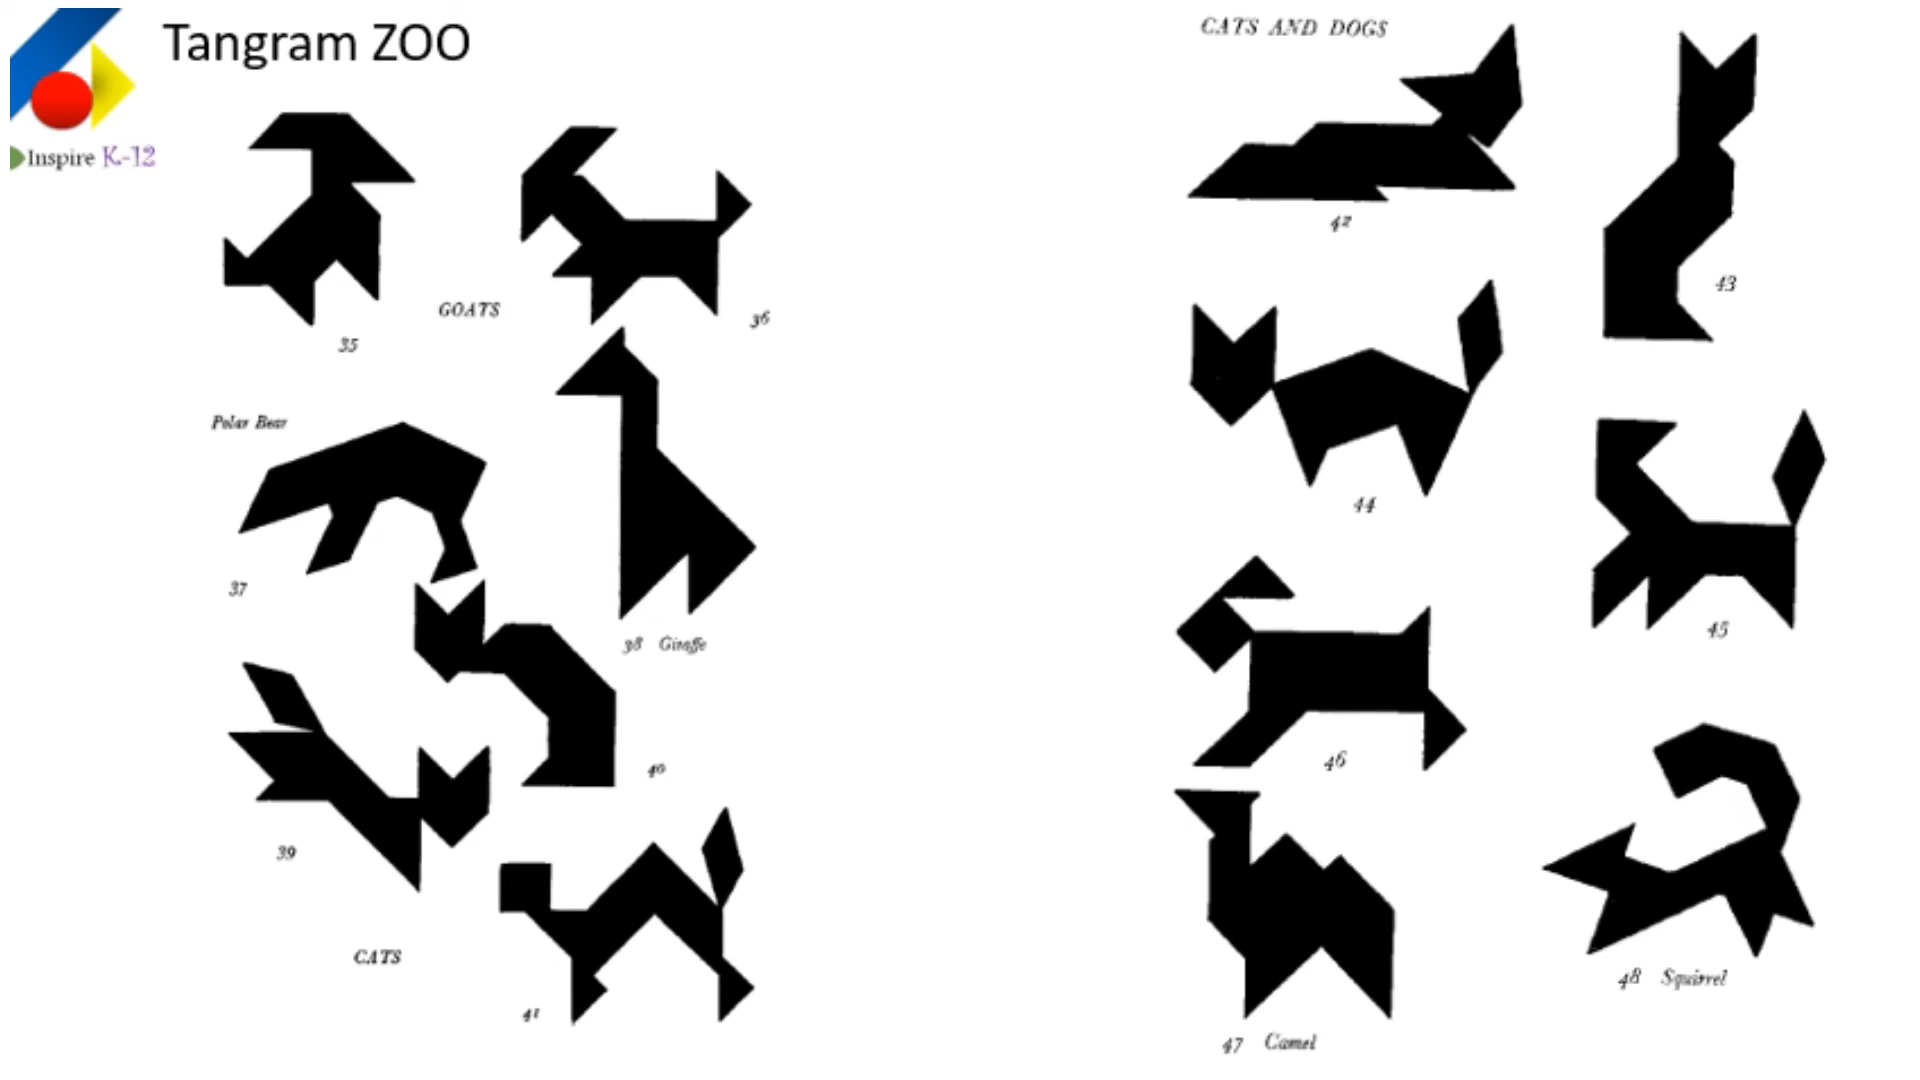 Tangram ZOO
Inspire K-12
GOATS
35
36
Polar Bear
37
38 Giraffe
39
40
CATS
41
CATS AND DOGS
42
43
44
45
46
47 Camel
48 Squirrel